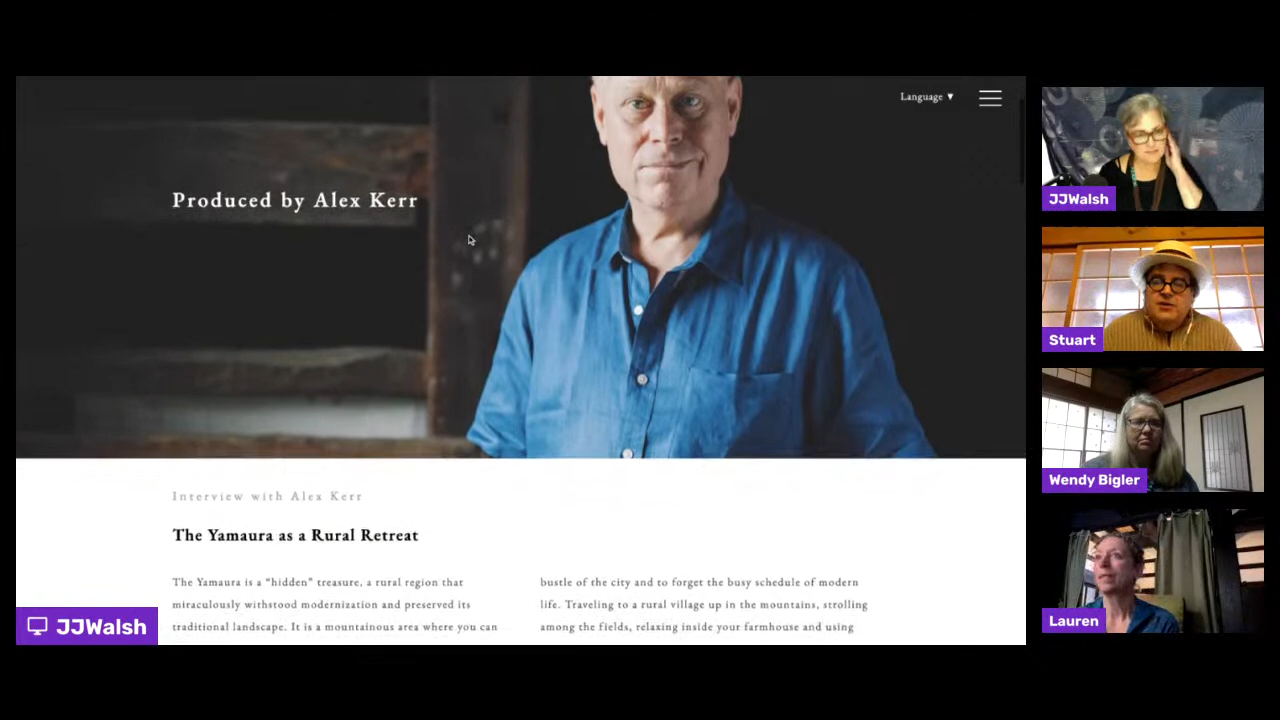 Language ▼
Produced by Alex Kerr
Interview with Alex Kerr
The Yamaura as a Rural Retreat
The Yamaura is a "hidden" treasure, a rural region that
miraculously withstood modernization and preserved its
traditional landscape. It is a mountainous area where you can
bustle of the city and to forget the busy schedule of modern
life. Traveling to a rural village up in the mountains, strolling
among the fields, relaxing inside your farmhouse and using
JJWalsh
JJWalsh
Stuart
Wendy Bigler
Lauren